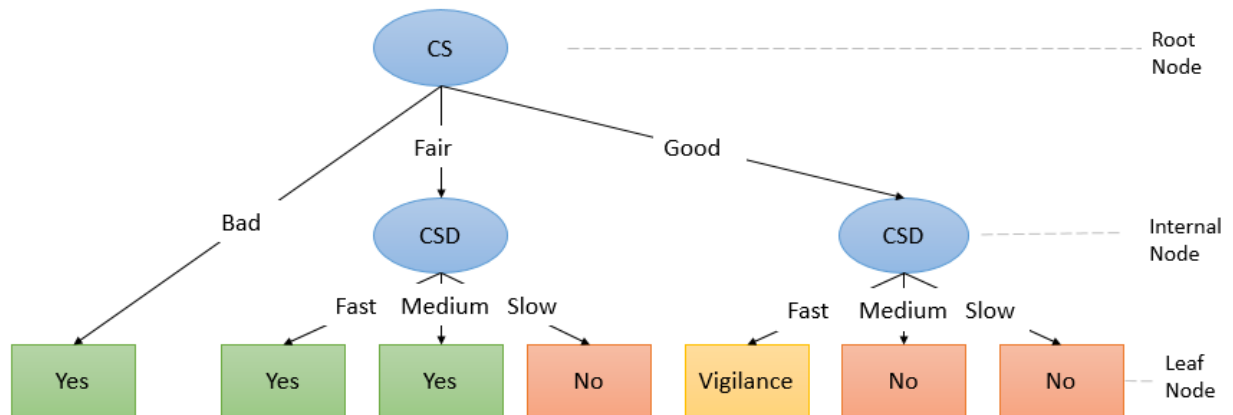 CS
Root
Node
Fair
Good
Bad
CSD
CSD
Internal
Node
Fast Medium Slow
Fast Medium Slow
Yes
Yes
Yes
No
Vigilance
No
No
Leaf
Node